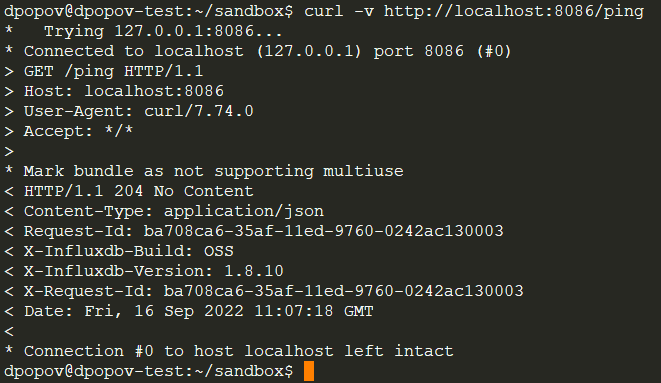 dpopov@dpopov-test:~/sandbox$ curl -v http://localhost:8086/ping
*   Trying 127.0.0.1:8086...
* Connected to localhost (127.0.0.1) port 8086 (#0)
> GET /ping HTTP/1.1
> Host: localhost:8086
> User-Agent: curl/7.74.0
> Accept: */*
>
* Mark bundle as not supporting multiuse
< HTTP/1.1 204 No Content
< Content-Type: application/json
< Request-Id: ba708ca6-35af-11ed-9760-0242ac130003
< X-Influxdb-Build: OSS
< X-Influxdb-Version: 1.8.10
< X-Request-Id: ba708ca6-35af-11ed-9760-0242ac130003
< Date: Fri, 16 Sep 2022 11:07:18 GMT
<
* Connection #0 to host localhost left intact
dpopov@dpopov-test:~/sandbox$